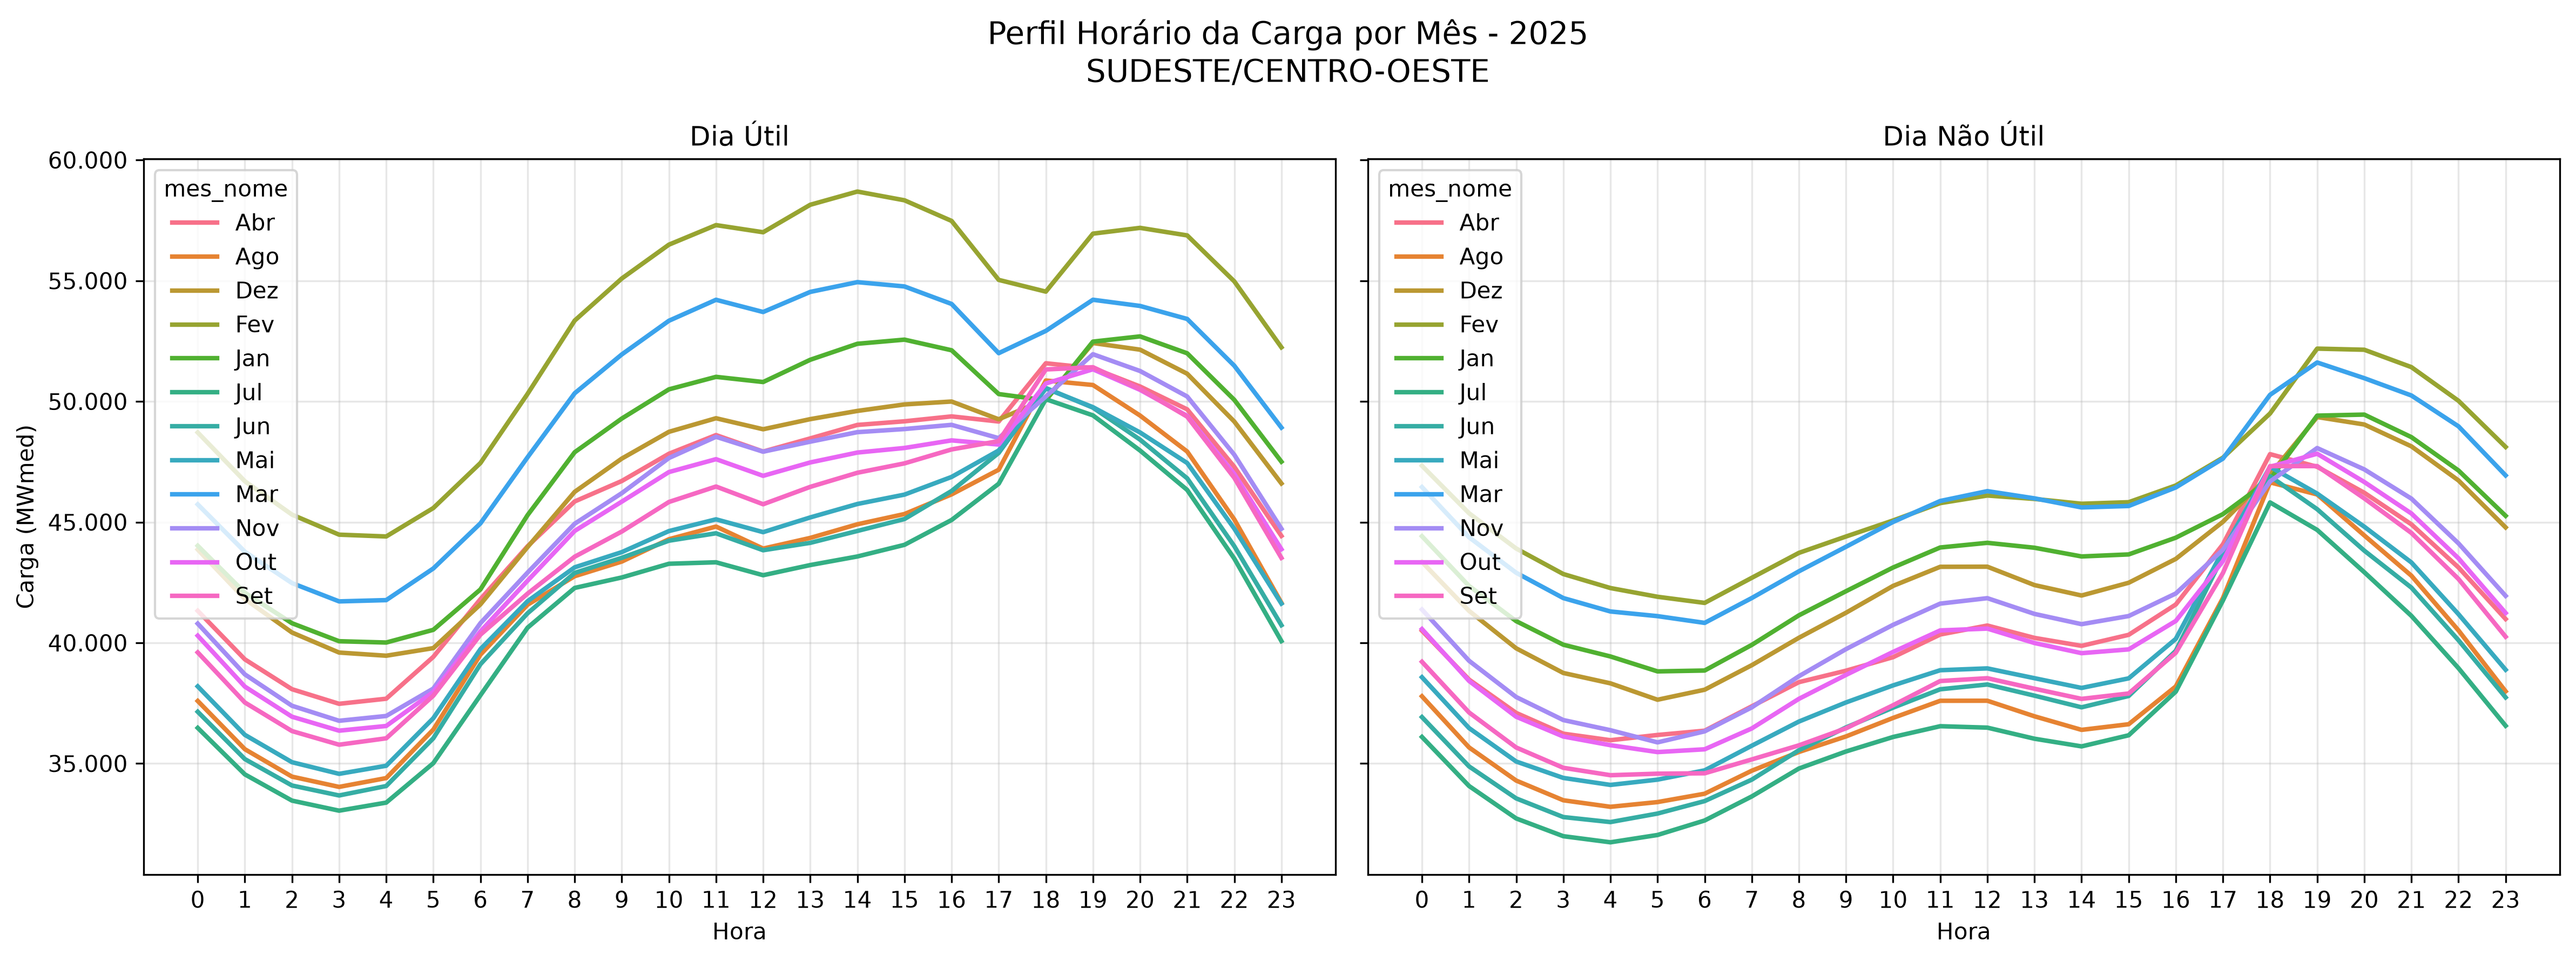 Perfil Horário da Carga por Mês - 2025
SUDESTE/CENTRO-OESTE
Dia Útil
60.000
55.000
50.000
45.000
40.000
35.000
Carga (MWmed)
mes_nome
Abr
Ago
Dez
Fev
Jan
Jul
Jun
Mai
Mar
Nov
Out
Set
0 1 2 3 4 5 6 7 8 9 10 11 12 13 14 15 16 17 18 19 20 21 22 23
Hora
Dia Não Útil
mes_nome
Abr
Ago
Dez
Fev
Jan
Jul
Jun
Mai
Mar
Nov
Out
Set
0 1 2 3 4 5 6 7 8 9 10 11 12 13 14 15 16 17 18 19 20 21 22 23
Hora